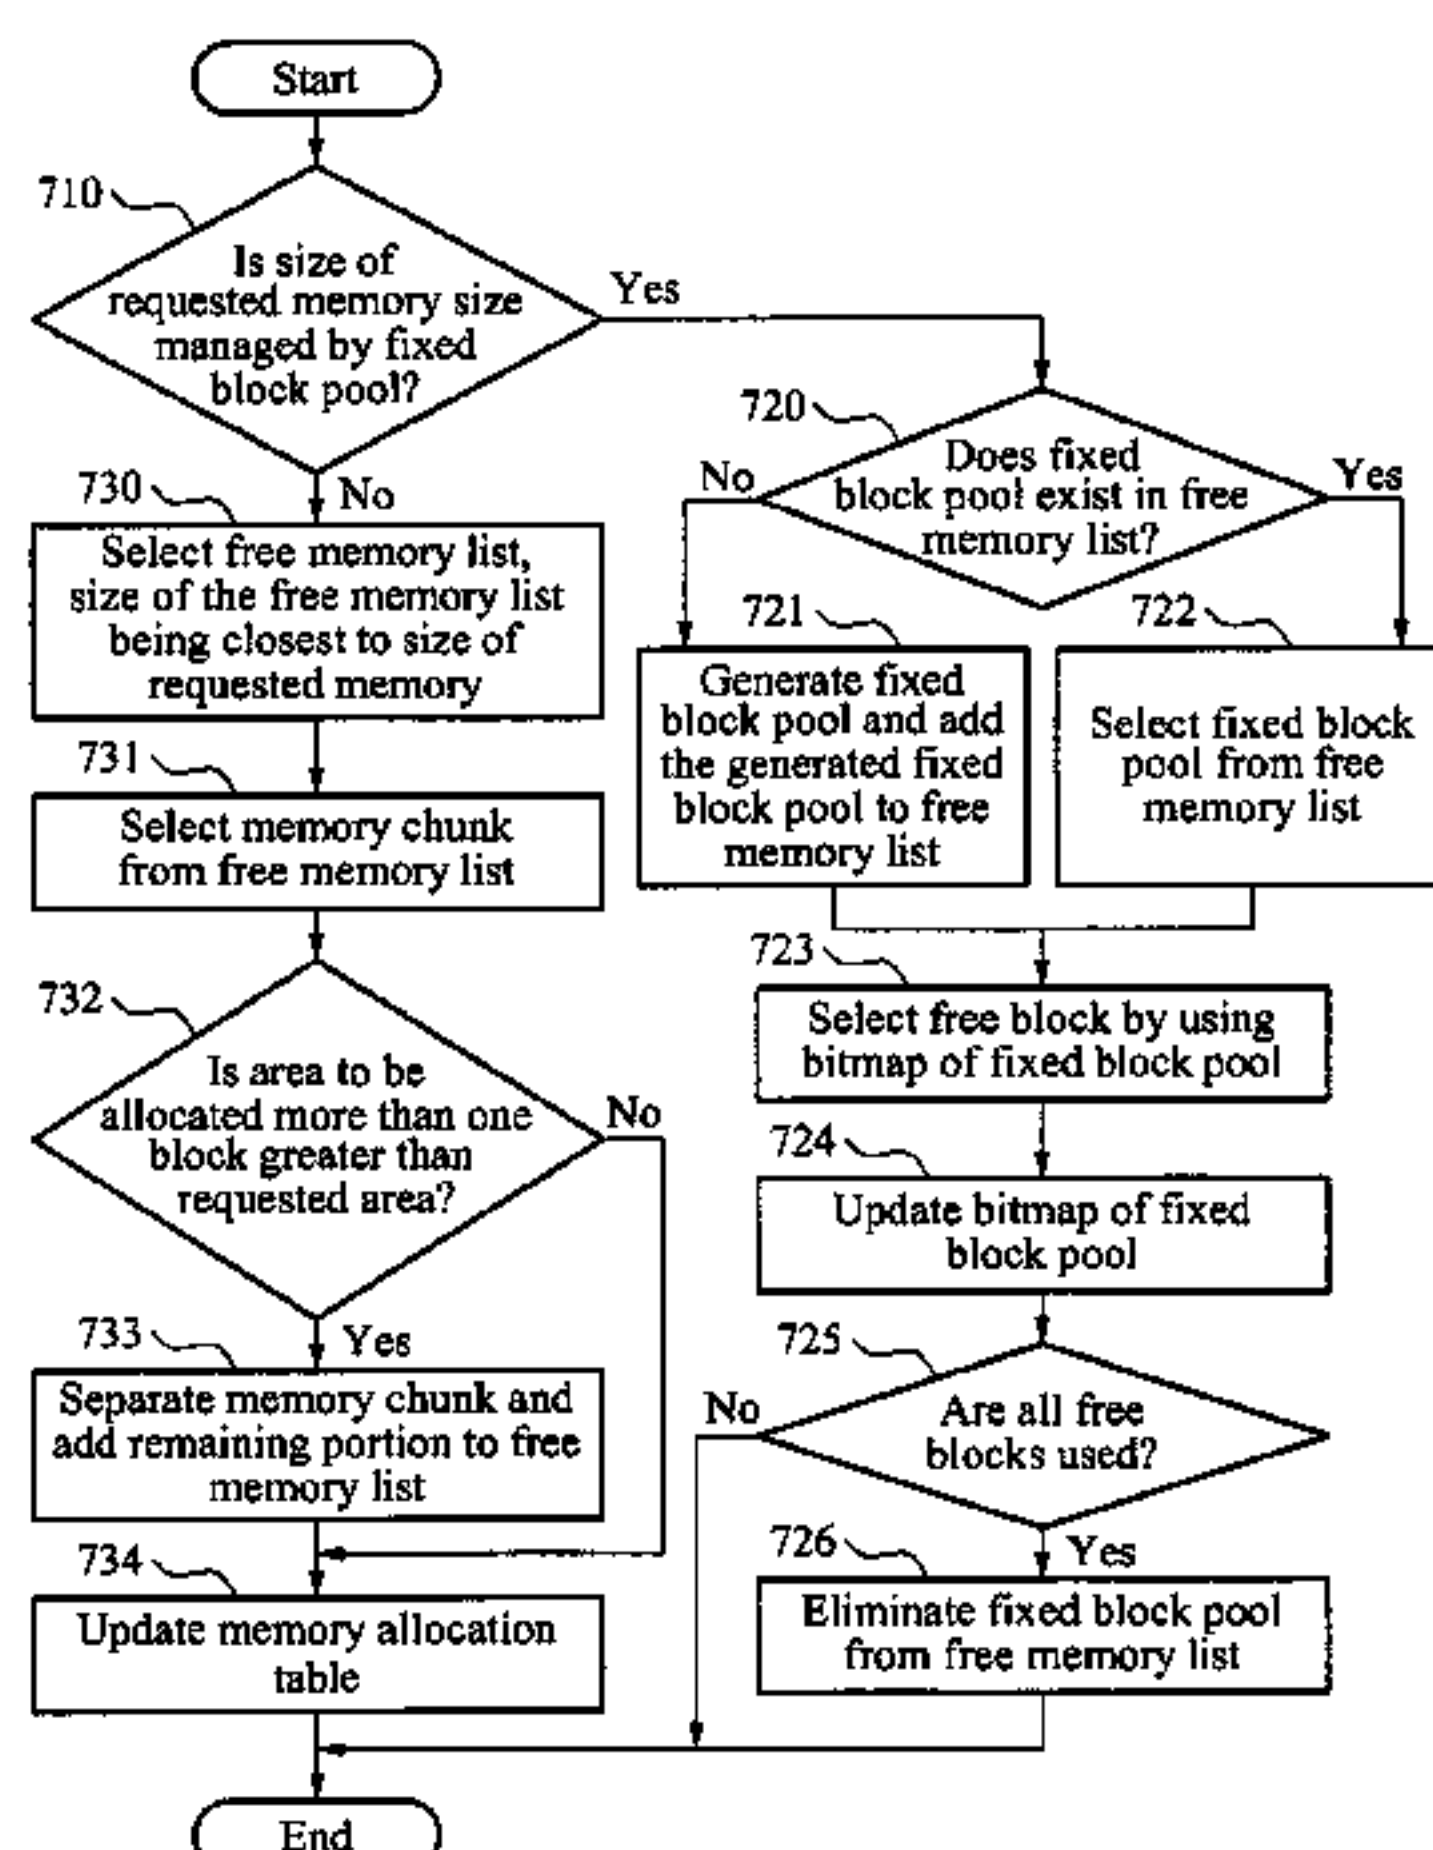 Start
710
Is size of
requested memory size
managed by fixed
block pool?
Yes
No
720
Does fixed
block pool exist in free
memory list?
No
Yes
730
Select free memory list,
size of the free memory list
being closest to size of
requested memory
721
Generate fixed
block pool and add
the generated fixed
block pool to free
memory list
722
Select fixed block
pool from free
memory list
731
Select memory chunk
from free memory list
723
Select free block by using
bitmap of fixed block pool
732
Is area to be
allocated more than one
block greater than
requested area?
No
Yes
724
Update bitmap of fixed
block pool
733
Separate memory chunk and
add remaining portion to free
memory list
725
Are all free
blocks used?
No
Yes
734
Update memory allocation
table
726
Eliminate fixed block pool
from free memory list
End